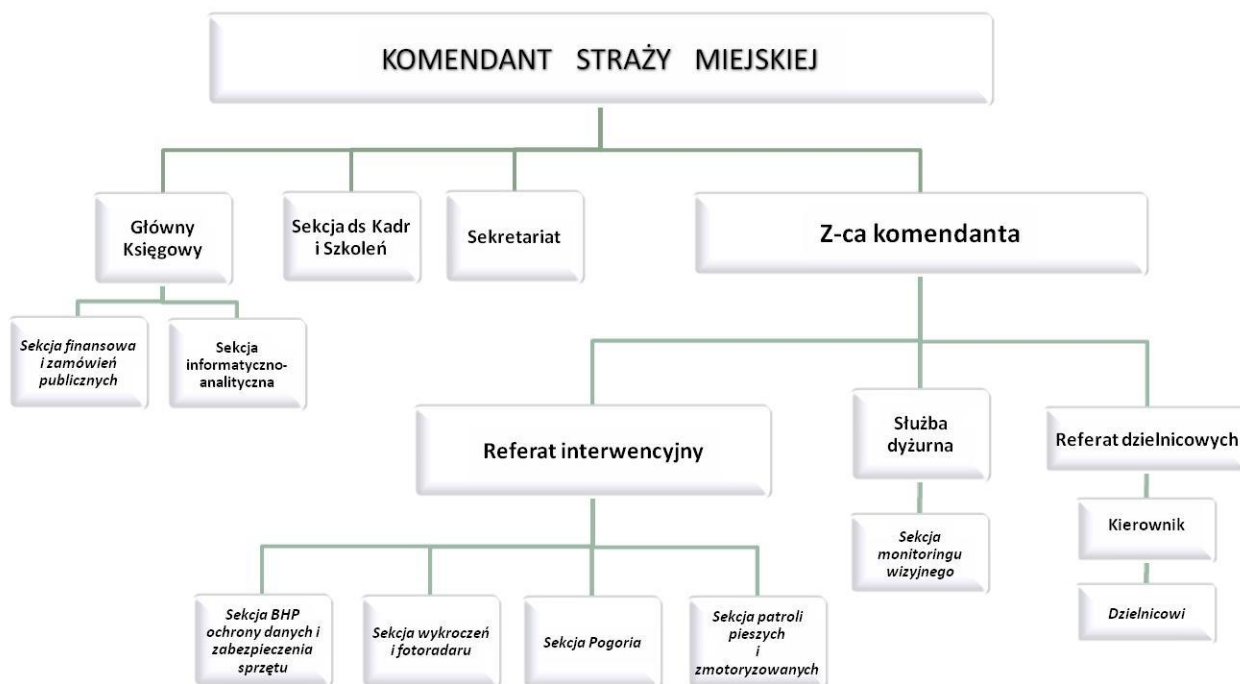 KOMENDANT STRAŻY MIEJSKIEJ
Główny
Księgowy
Sekcja ds Kadr
i Szkoleń
Sekretariat
Z-ca komendanta
Sekcja finansowa
i zamówień
publicznych
Sekcja
informatyczno-
analityczna
Referat interwencyjny
Służba
dyżurna
Referat dzielnicowych
Sekcja
monitoringu
wizyjnego
Kierownik
Dzielnicowi
Sekcja BHP
ochrony danych i
zabezpieczenia
sprzętu
Sekcja wykroczeń
i fotoradaru
Sekcja Pogoria
Sekcja patroli
pieszych
i
zmotoryzowanych